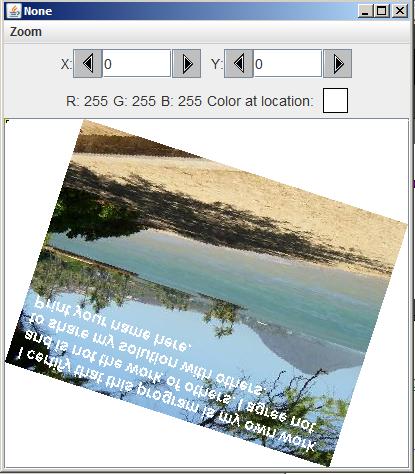 None
Zoom
X: 0 Y: 0
R: 255 G: 255 B: 255 Color at location:
I certify that this program is my own work
and is not the work of others. I agree not
to share my solution with others.
Print your name here.